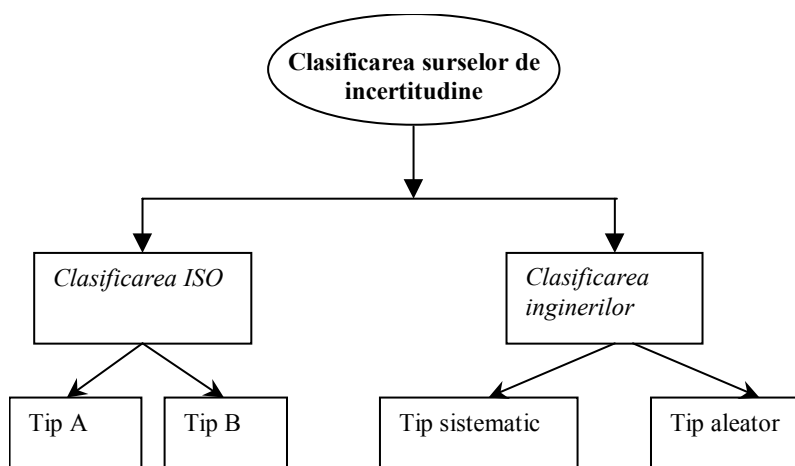 Clasificarea surselor de
incertitudine
Clasificarea ISO
Clasificarea
inginerilor
Tip A
Tip B
Tip sistematic
Tip aleator